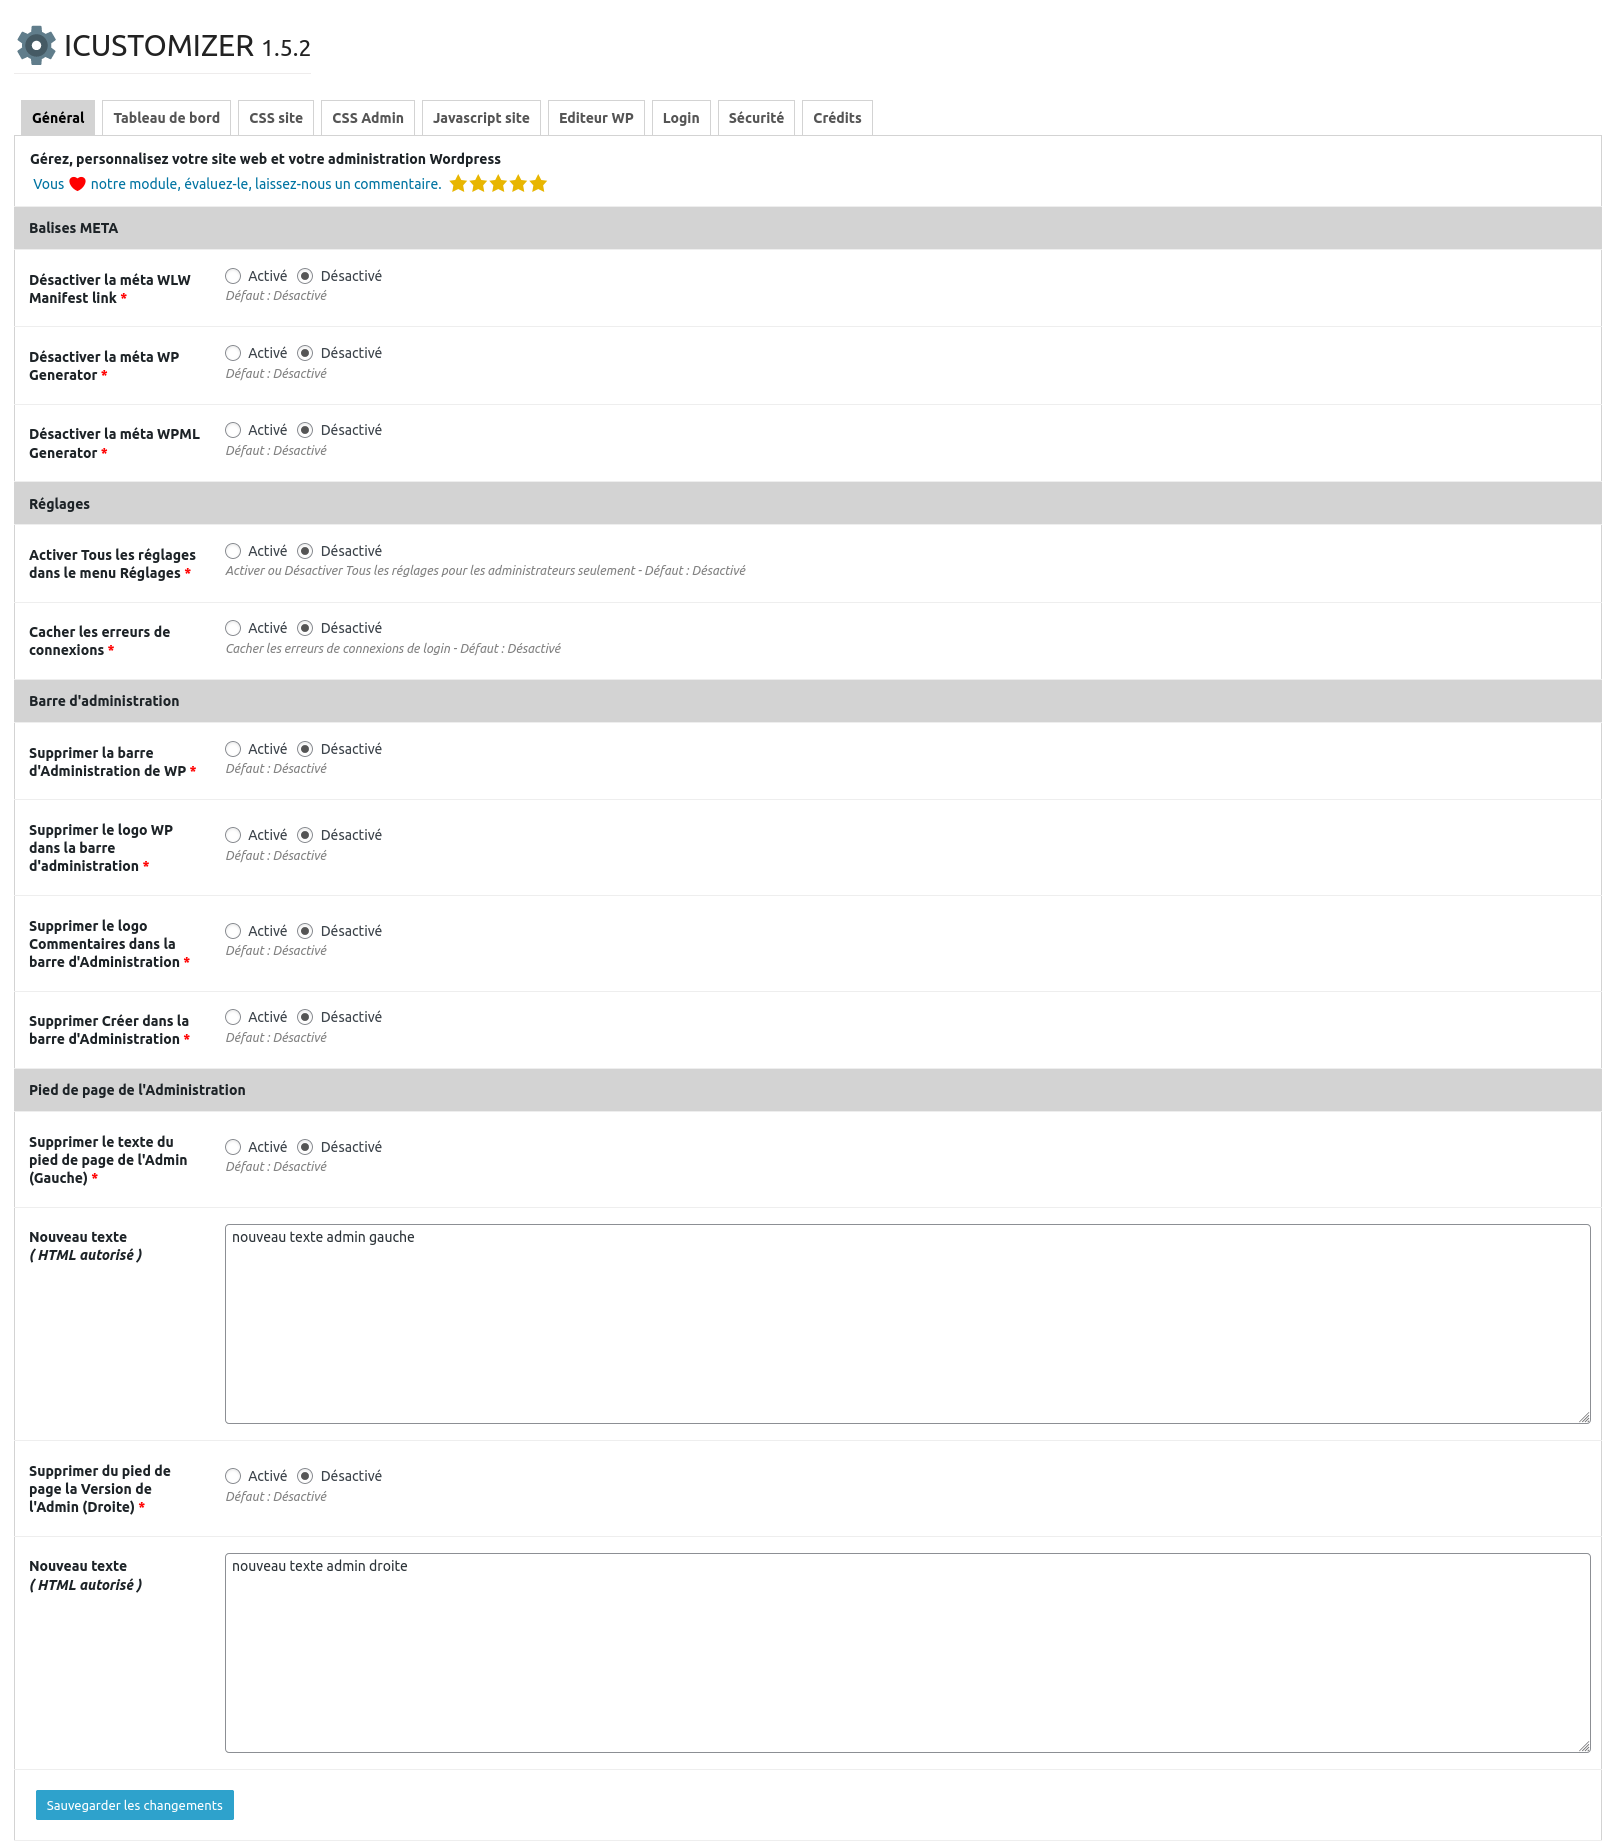 ICUSTOMIZER 1.5.2
Général Tableau de bord CSS site CSS Admin Javascript site Editeur WP Login Sécurité Crédits
Gérez, personnalisez votre site web et votre administration Wordpress
Vous notre module, évaluez-le, laissez-nous un commentaire.
Balises META
Désactiver la méta WLW
Manifest link *
Activé Désactivé
Défaut : Désactivé
Désactiver la méta WP
Generator *
Activé Désactivé
Défaut : Désactivé
Désactiver la méta WPML
Generator *
Activé Désactivé
Défaut : Désactivé
Réglages
Activer Tous les réglages
dans le menu Réglages *
Activé Désactivé
Activer ou Désactiver Tous les réglages pour les administrateurs seulement - Défaut : Désactivé
Cacher les erreurs de
connexions *
Activé Désactivé
Cacher les erreurs de connexions de login - Défaut : Désactivé
Barre d'administration
Supprimer la barre
d'Administration de WP *
Activé Désactivé
Défaut : Désactivé
Supprimer le logo WP
dans la barre
d'administration *
Activé Désactivé
Défaut : Désactivé
Supprimer le logo
Commentaires dans la
barre d'Administration *
Activé Désactivé
Défaut : Désactivé
Supprimer Créer dans la
barre d'Administration *
Activé Désactivé
Défaut : Désactivé
Pied de page de l'Administration
Supprimer le texte du
pied de page de l'Admin
(Gauche) *
Activé Désactivé
Défaut : Désactivé
Nouveau texte
( HTML autorisé )
nouveau texte admin gauche
Supprimer du pied de
page la Version de
l'Admin (Droite) *
Activé Désactivé
Défaut : Désactivé
Nouveau texte
( HTML autorisé )
nouveau texte admin droite
Sauvegarder les changements